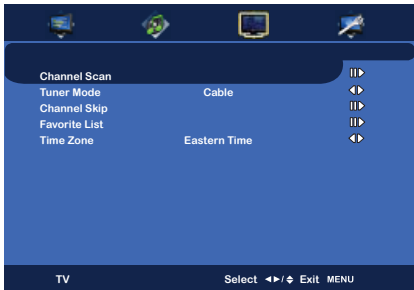 Channel Scan
Tuner Mode Cable
Channel Skip
Favorite List
Time Zone Eastern Time
TV Select ◄►/♦ Exit MENU